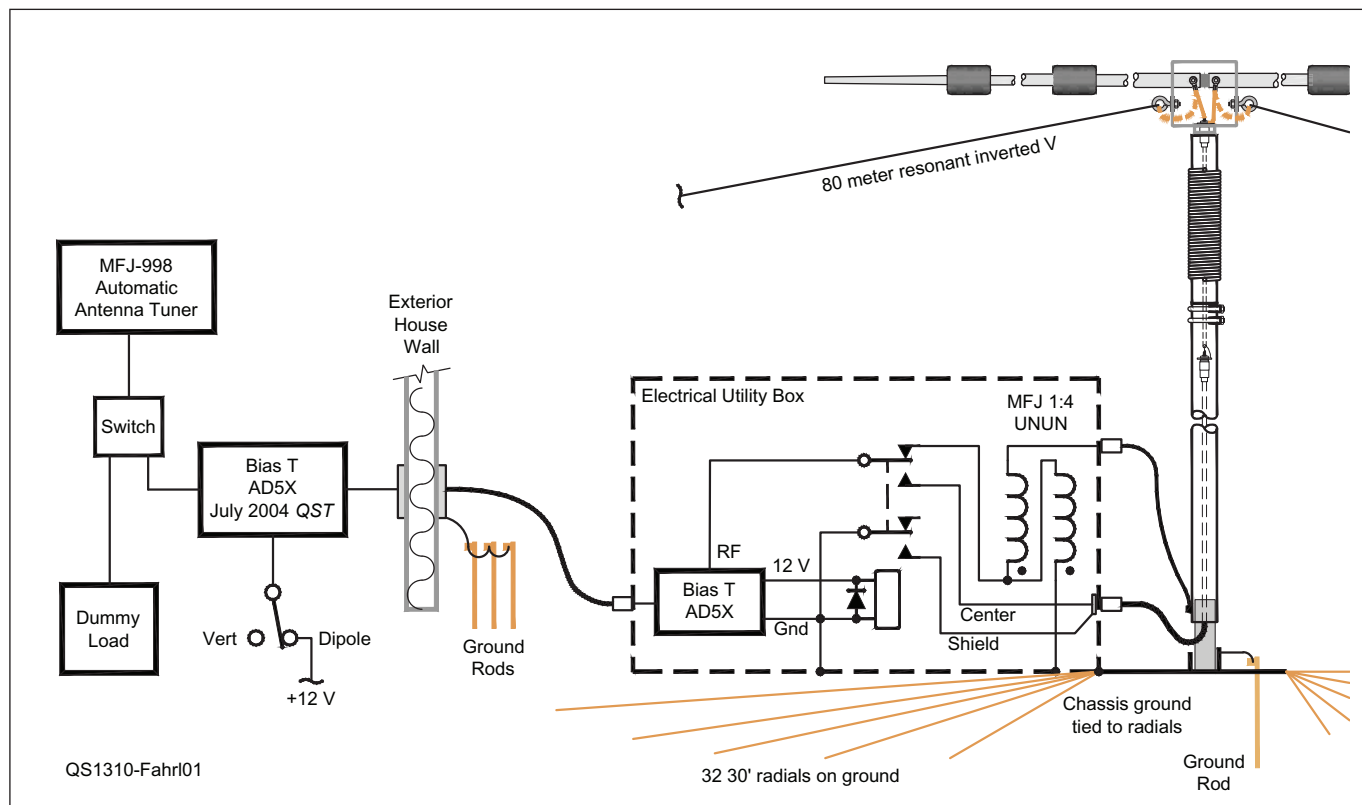 80 meter resonant inverted V
MFJ-998
Automatic
Antenna Tuner
Switch
Dummy
Load
Bias T
AD5X
July 2004 QST
Vert
Dipole
+12 V
Exterior
House
Wall
Ground
Rods
Electrical Utility Box
MFJ 1:4
UNUN
RF
12 V
Bias T
AD5X
Gnd
Center
Shield
Chassis ground
tied to radials
32 30' radials on ground
Ground
Rod
QS1310-Fahrl01